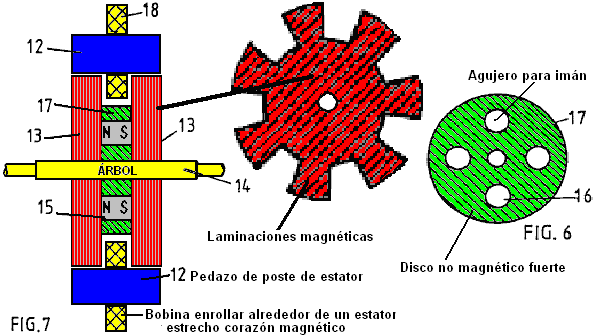 18
12
17
13
N S
13
ÁRBOL
14
15
N S
12 Pedazo de poste de estator
Bobina enrollar alrededor de un estator
estrecho corazón magnético
FIG.7
Laminaciones magnéticas
Agujero para imán
17
16
FIG. 6
Disco no magnético fuerte